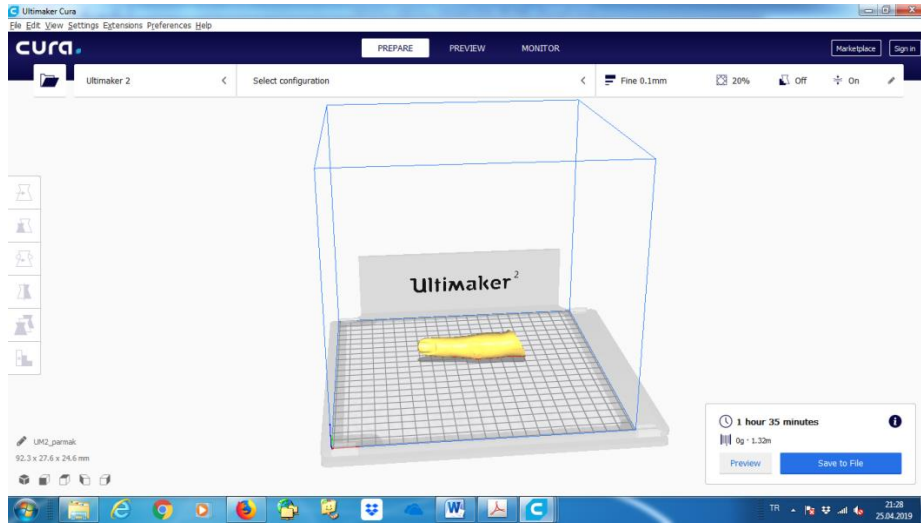 Ultimaker Cura
File Edit View Settings Extensions Preferences Help
cura.
PREPARE PREVIEW MONITOR
Marketplace Sign in
Ultimaker 2
Select configuration
Fine 0.1mm
20%
Off
On
Ultimaker²
1 hour 35 minutes
0g · 1.32m
Preview
Save to File
UM2_parmak
92.3 x 27.6 x 24.6 mm
TR
21:28
25.04.2019